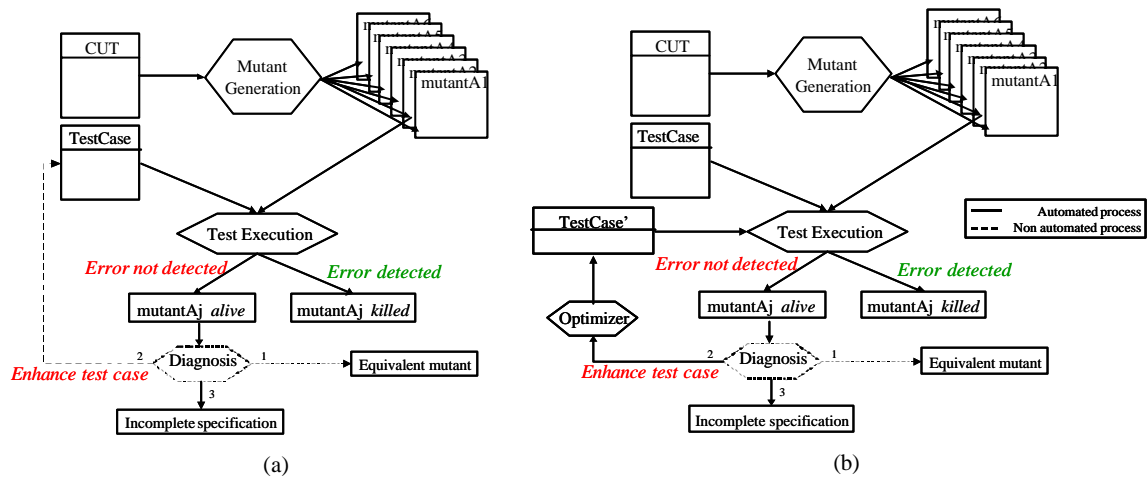 CUT
Mutant
Generation
mutantA1
TestCase
Test Execution
Error not detected
Error detected
mutantAj alive
mutantAj killed
Diagnosis
2
1
3
Enhance test case
Equivalent mutant
Incomplete specification
(a)
CUT
Mutant
Generation
mutantA1
TestCase
TestCase'
Test Execution
Automated process
Non automated process
Error not detected
Error detected
mutantAj alive
mutantAj killed
Optimizer
Diagnosis
2
1
3
Enhance test case
Equivalent mutant
Incomplete specification
(b)